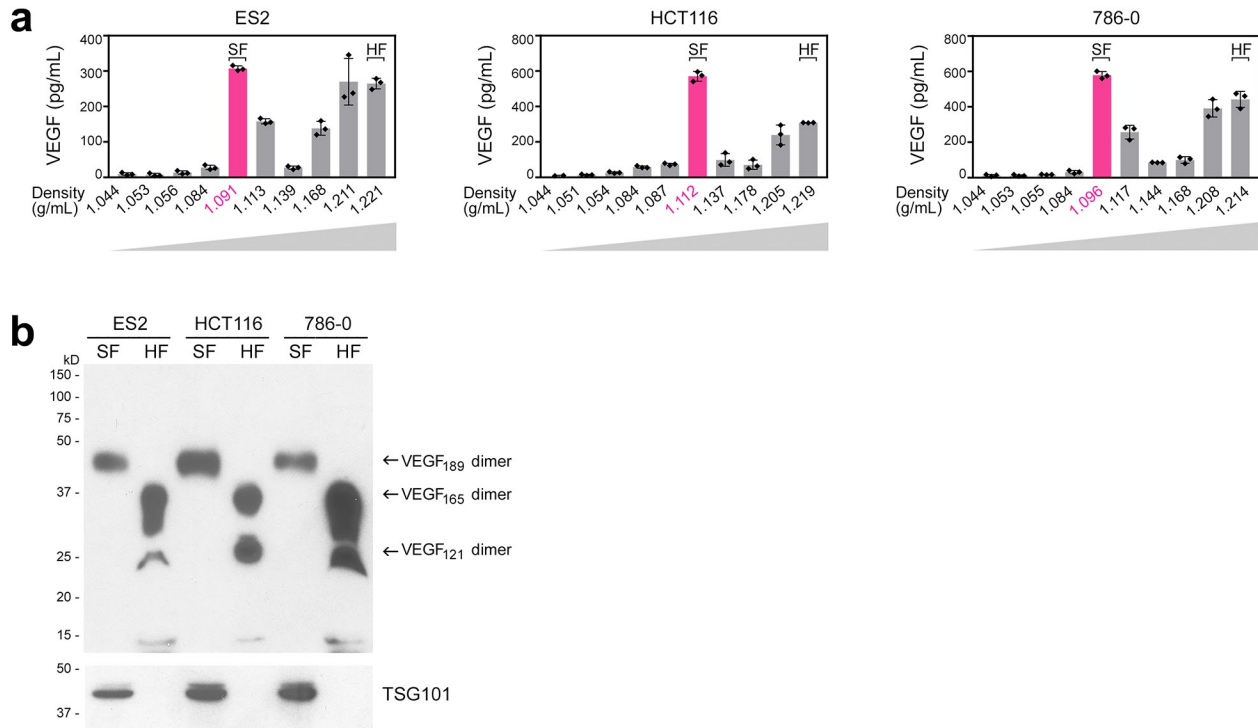 a
ES2
HCT116
786-0
VEGF (pg/mL)
400
300
200
100
0
SF
HF
Density
(g/mL)
1.044
1.053
1.056
1.084
1.091
1.113
1.139
1.168
1.211
1.221
VEGF (pg/mL)
800
600
400
200
0
SF
HF
Density
(g/mL)
1.044
1.051
1.054
1.084
1.087
1.112
1.137
1.178
1.205
1.219
VEGF (pg/mL)
800
600
400
200
0
SF
HF
Density
(g/mL)
1.044
1.053
1.055
1.084
1.096
1.117
1.144
1.168
1.208
1.214
b
ES2 HCT116 786-0
kD SF HF SF HF SF HF
150 -
100 -
75 -
50 -
←VEGF189 dimer
37 - ←VEGF165 dimer
25 - ←VEGF121 dimer
20 -
15 -
50 -
TSG101
37 -